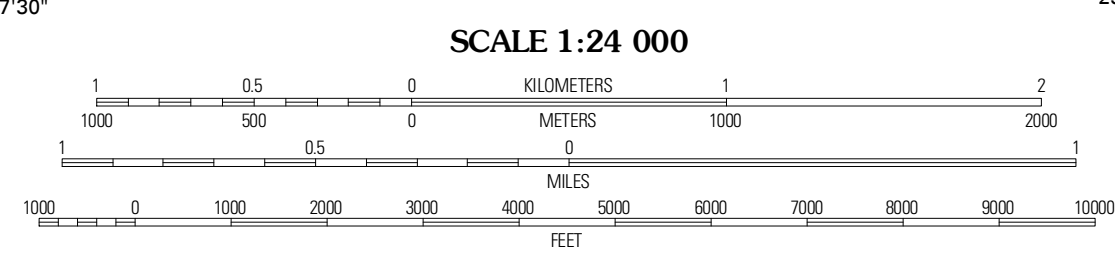 7'30"
SCALE 1:24 000
1 0.5 0 KILOMETERS 1 2
1000 500 0 METERS 1000 2000
1 0.5 0 1
MILES
1000 0 1000 2000 3000 4000 5000 6000 7000 8000 9000 10000
FEET